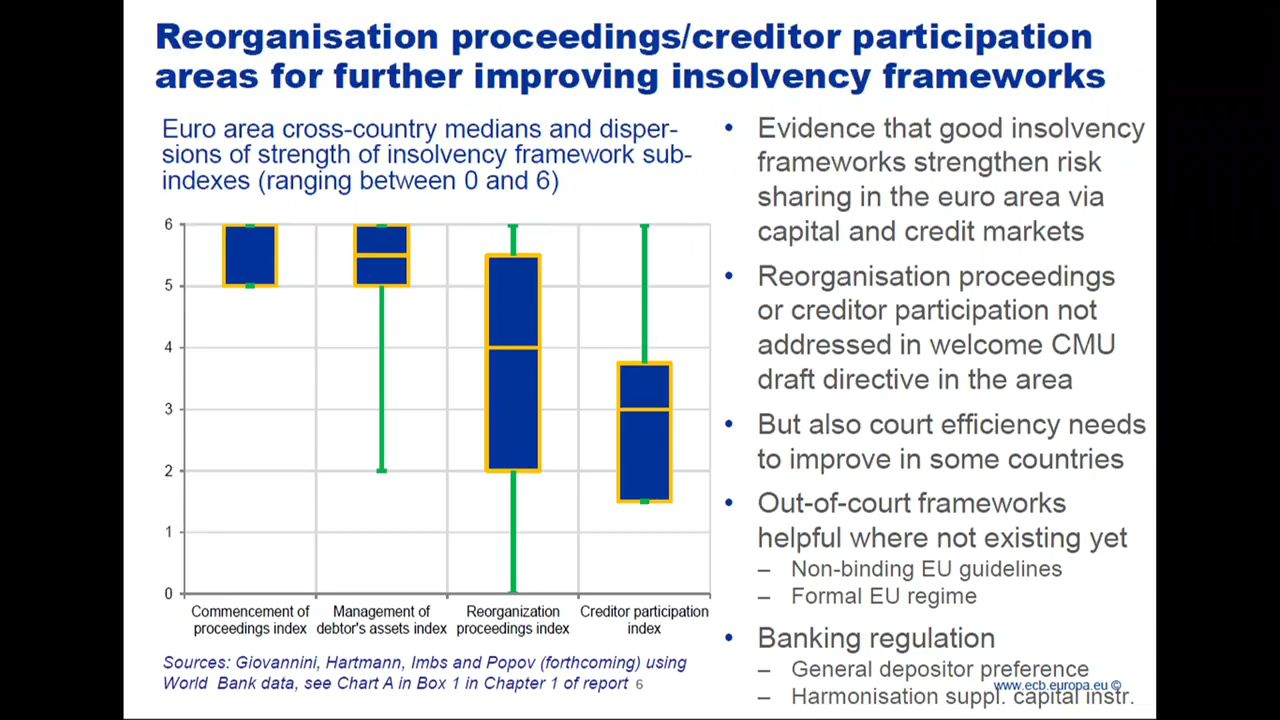 Reorganisation proceedings/creditor participation
areas for further improving insolvency frameworks
Euro area cross-country medians and disper-
sions of strength of insolvency framework sub-
indexes (ranging between 0 and 6)
6
5
4
3
2
1
0
Commencement of
proceedings index
Management of
debtor's assets index
Reorganization
proceedings index
Creditor participation
index
Sources: Giovannini, Hartmann, Imbs and Popov (forthcoming) using
World Bank data, see Chart A in Box 1 in Chapter 1 of report
6
• Evidence that good insolvency
frameworks strengthen risk
sharing in the euro area via
capital and credit markets
• Reorganisation proceedings
or creditor participation not
addressed in welcome CMU
draft directive in the area
• But also court efficiency needs
to improve in some countries
• Out-of-court frameworks
helpful where not existing yet
– Non-binding EU guidelines
– Formal EU regime
• Banking regulation
– General depositor preference
www.ecb.europa.eu ©
– Harmonisation suppl. capital instr.